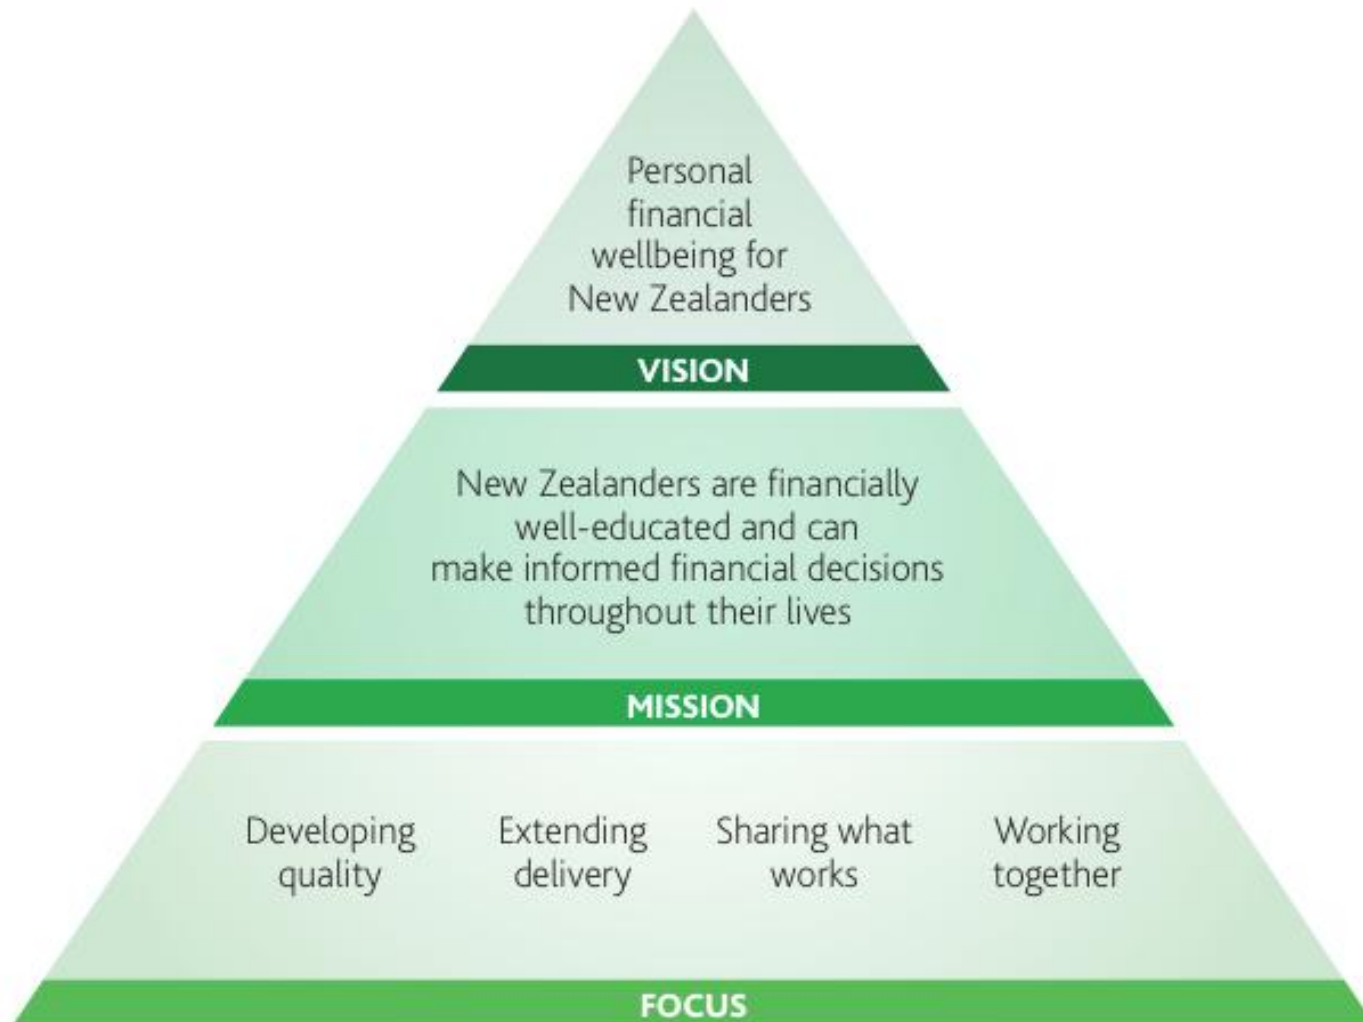 Personal
financial
wellbeing for
New Zealanders
VISION
New Zealanders are financially
well-educated and can
make informed financial decisions
throughout their lives
MISSION
Developing
quality
Extending
delivery
Sharing what
works
Working
together
FOCUS